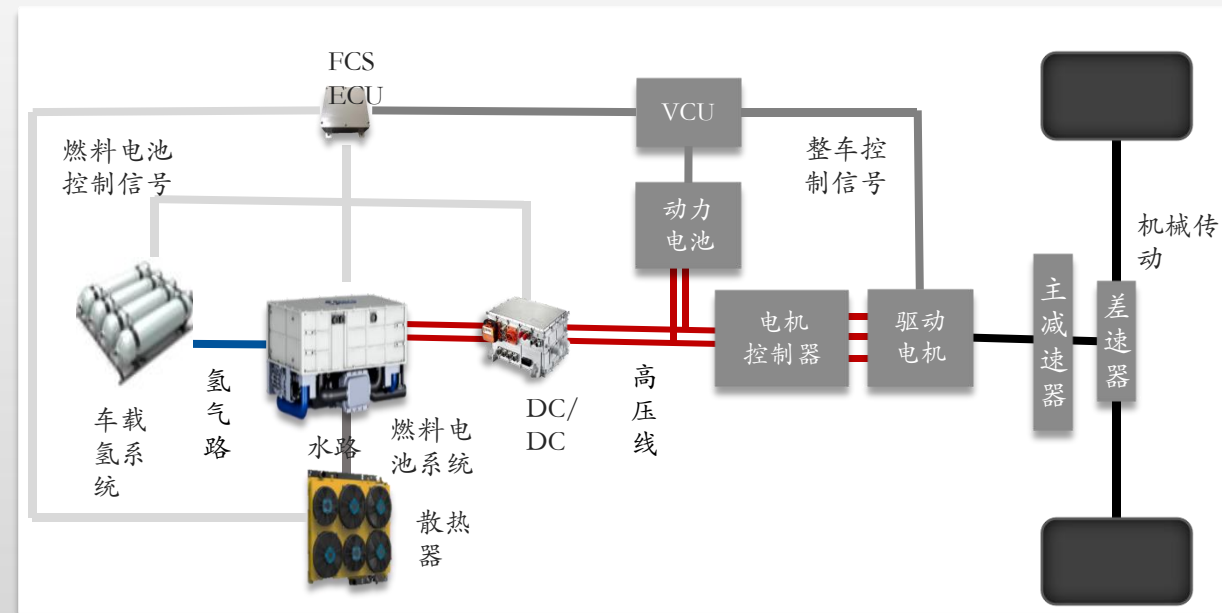 FCS
ECU
VCU
燃料电池
控制信号
整车控
制信号
动力
电池
机械传
动
主
减
速
器
差
速
器
电机
控制器
驱动
电机
氢
气
路
高
压
线
DC/
DC
车载
氢系
统
水路
燃料电
池系统
散热
器